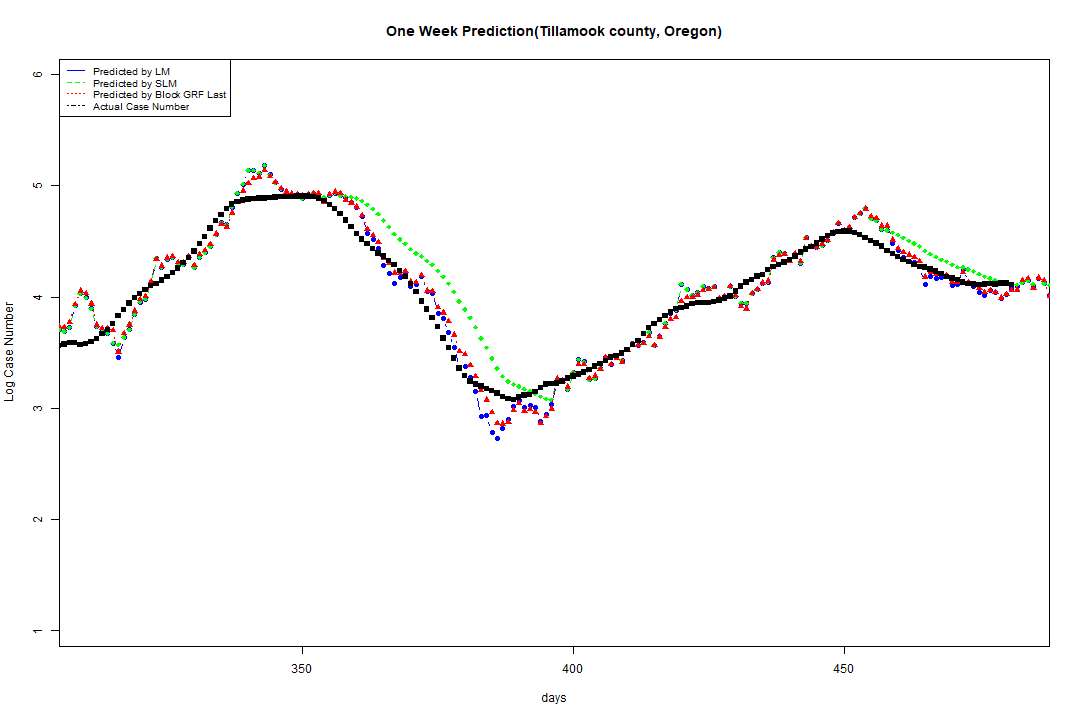 One Week Prediction(Tillamook county, Oregon)
Predicted by LM
Predicted by SLM
Predicted by Block GRF Last
Actual Case Number
6
5
4
3
2
1
Log Case Number
350
400
450
days